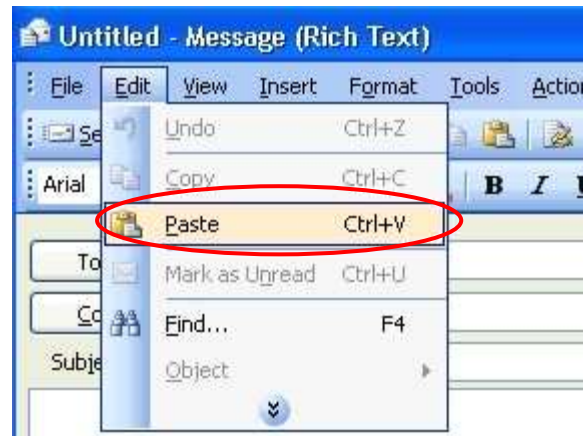 Untitled - Message (Rich Text)
File Edit View Insert Format Tools
Undo Ctrl+Z
Arial
Copy Ctrl+C
B I
Paste Ctrl+V
To
Mark as Unread Ctrl+U
Find... F4
Object